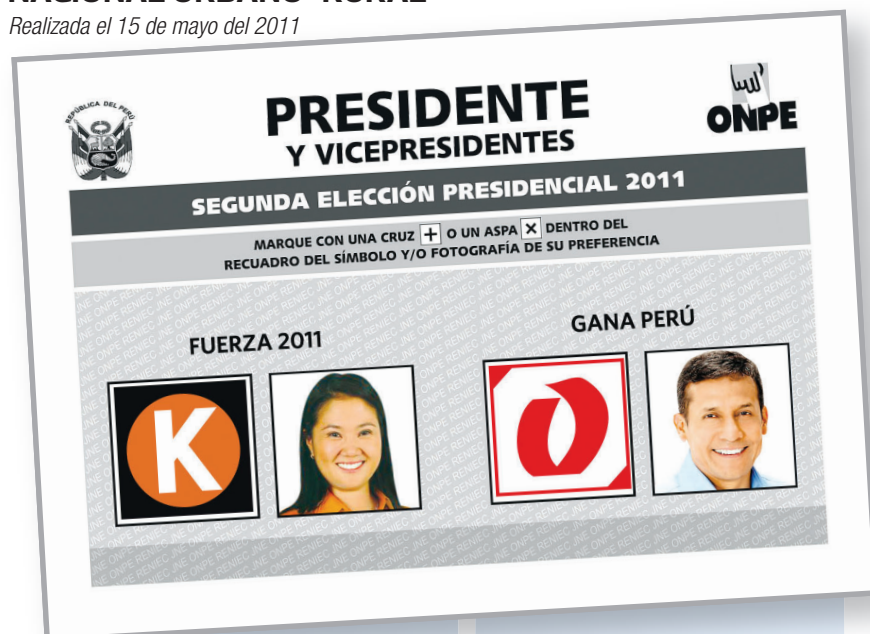 NACIONAL URBANO-RURAL
Realizada el 15 de mayo del 2011
REPÚBLICA DEL PERÚ
PRESIDENTE
Y VICEPRESIDENTES
ONPE
SEGUNDA ELECCIÓN PRESIDENCIAL 2011
MARQUE CON UNA CRUZ + O UN ASPA X DENTRO DEL
RECUADRO DEL SÍMBOLO Y/O FOTOGRAFÍA DE SU PREFERENCIA
FUERZA 2011
GANA PERÚ
K
O